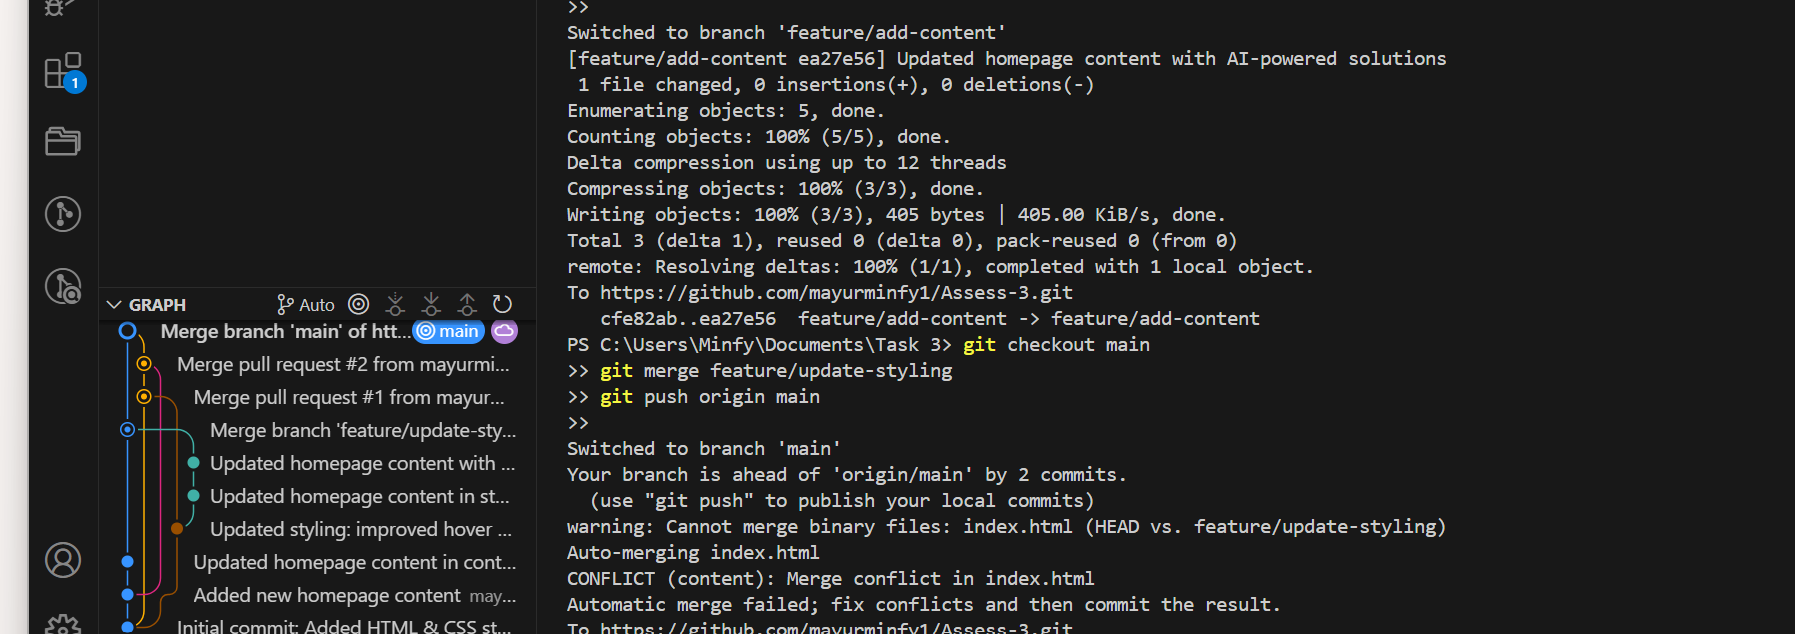 1
GRAPH
Auto
Merge branch 'main' of htt... main
Merge pull request #2 from mayurmi...
Merge pull request #1 from mayur...
Merge branch 'feature/update-sty...
Updated homepage content with ...
Updated homepage content in st...
Updated styling: improved hover ...
Updated homepage content in cont...
Added new homepage content may...
Initial commit: Added HTML & CSS st...
>>
Switched to branch 'feature/add-content'
[feature/add-content ea27e56] Updated homepage content with AI-powered solutions
1 file changed, 0 insertions(+), 0 deletions(-)
Enumerating objects: 5, done.
Counting objects: 100% (5/5), done.
Delta compression using up to 12 threads
Compressing objects: 100% (3/3), done.
Writing objects: 100% (3/3), 405 bytes | 405.00 KiB/s, done.
Total 3 (delta 1), reused 0 (delta 0), pack-reused 0 (from 0)
remote: Resolving deltas: 100% (1/1), completed with 1 local object.
To https://github.com/mayurminfy1/Assess-3.git
cfe82ab..ea27e56  feature/add-content -> feature/add-content
PS C:\Users\Minfy\Documents\Task 3> git checkout main
>> git merge feature/update-styling
>> git push origin main
>>
Switched to branch 'main'
Your branch is ahead of 'origin/main' by 2 commits.
(use "git push" to publish your local commits)
warning: Cannot merge binary files: index.html (HEAD vs. feature/update-styling)
Auto-merging index.html
CONFLICT (content): Merge conflict in index.html
Automatic merge failed; fix conflicts and then commit the result.
To https://github.com/mayurminfy1/Assess-3.git